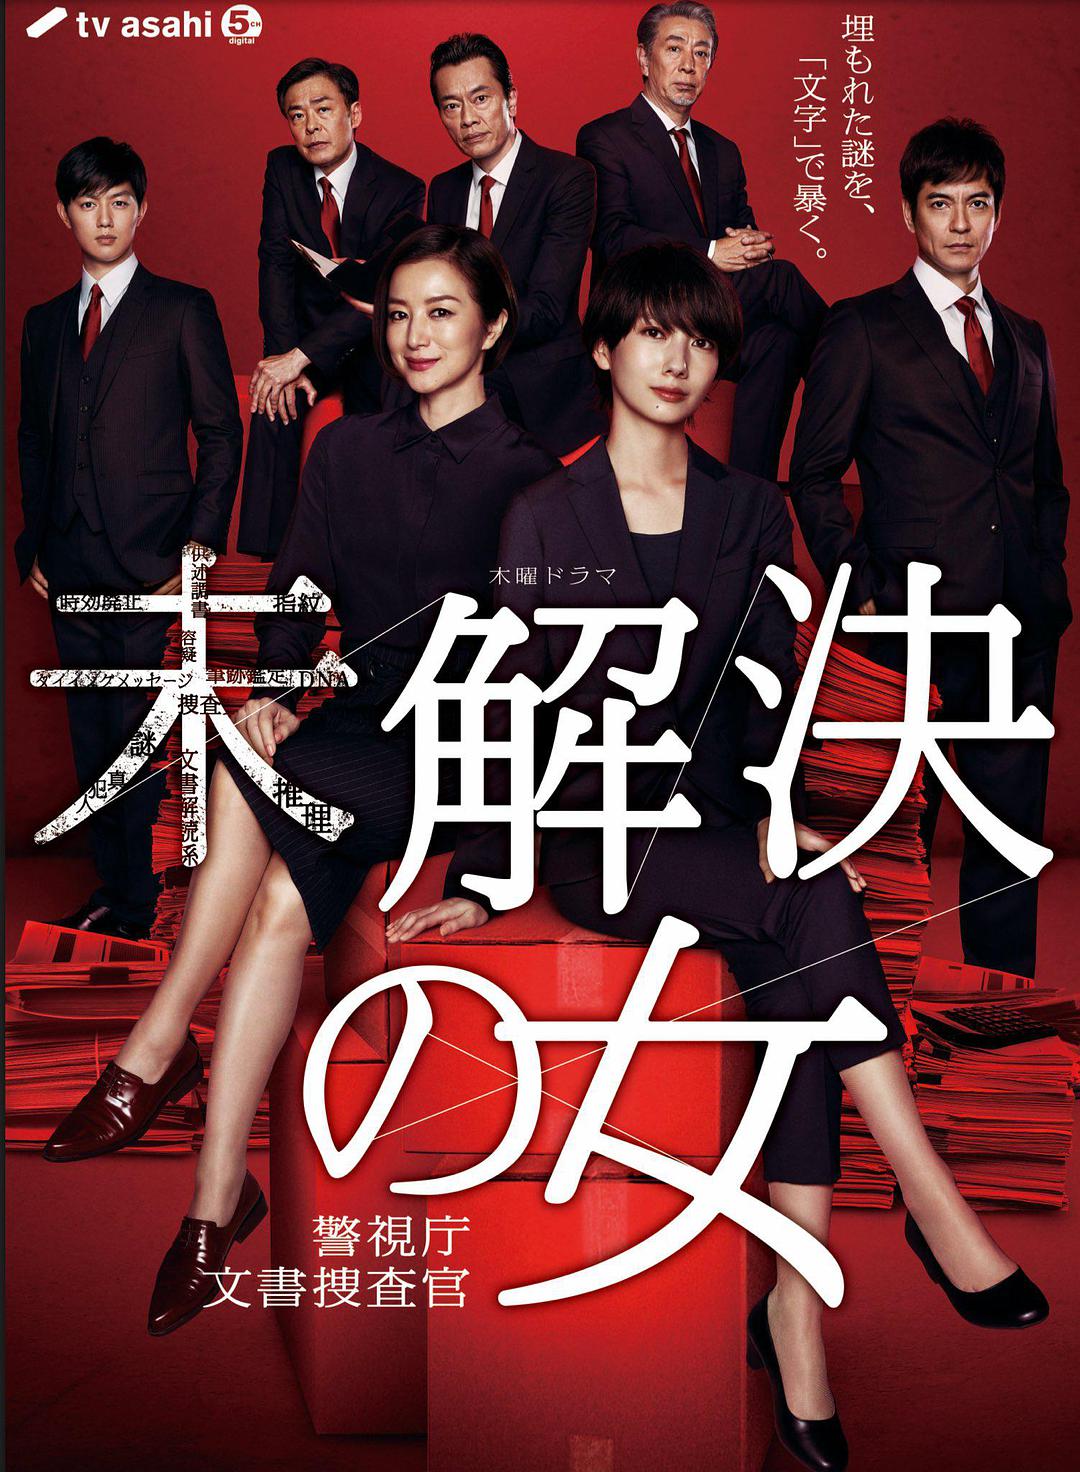 tv asahi 5CH digital
埋もれた謎を、
「文字」で暴く。
木曜ドラマ
未解決
の女
供述調書
時効廃止
指紋
容疑
ダイイングメッセージ
筆跡鑑定
DNA
捜査
謎
文書解読系
真犯人
推理
警視庁
文書捜査官